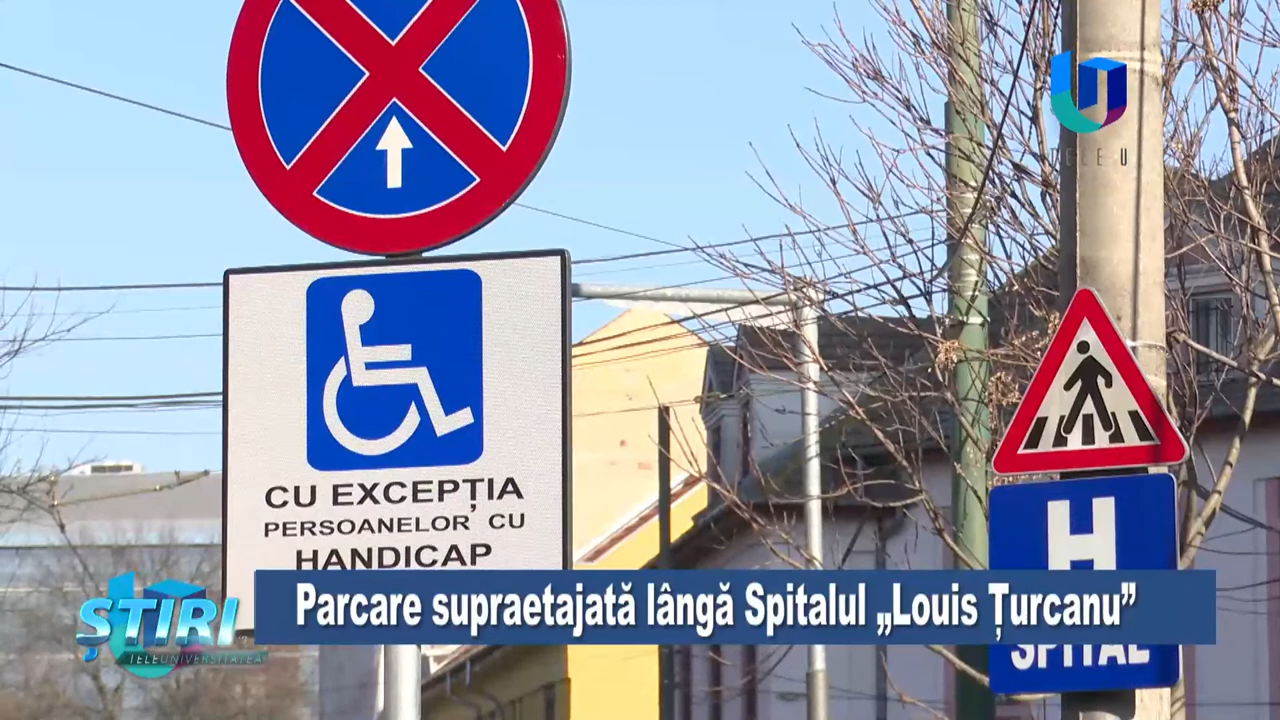 TELE U
CU EXCEPȚIA
PERSOANELOR CU
HANDICAP
H
SPITAL
ȘTIRI
TELEUNIVERSITATEA
Parcare supraetajată lângă Spitalul „Louis Țurcanu”